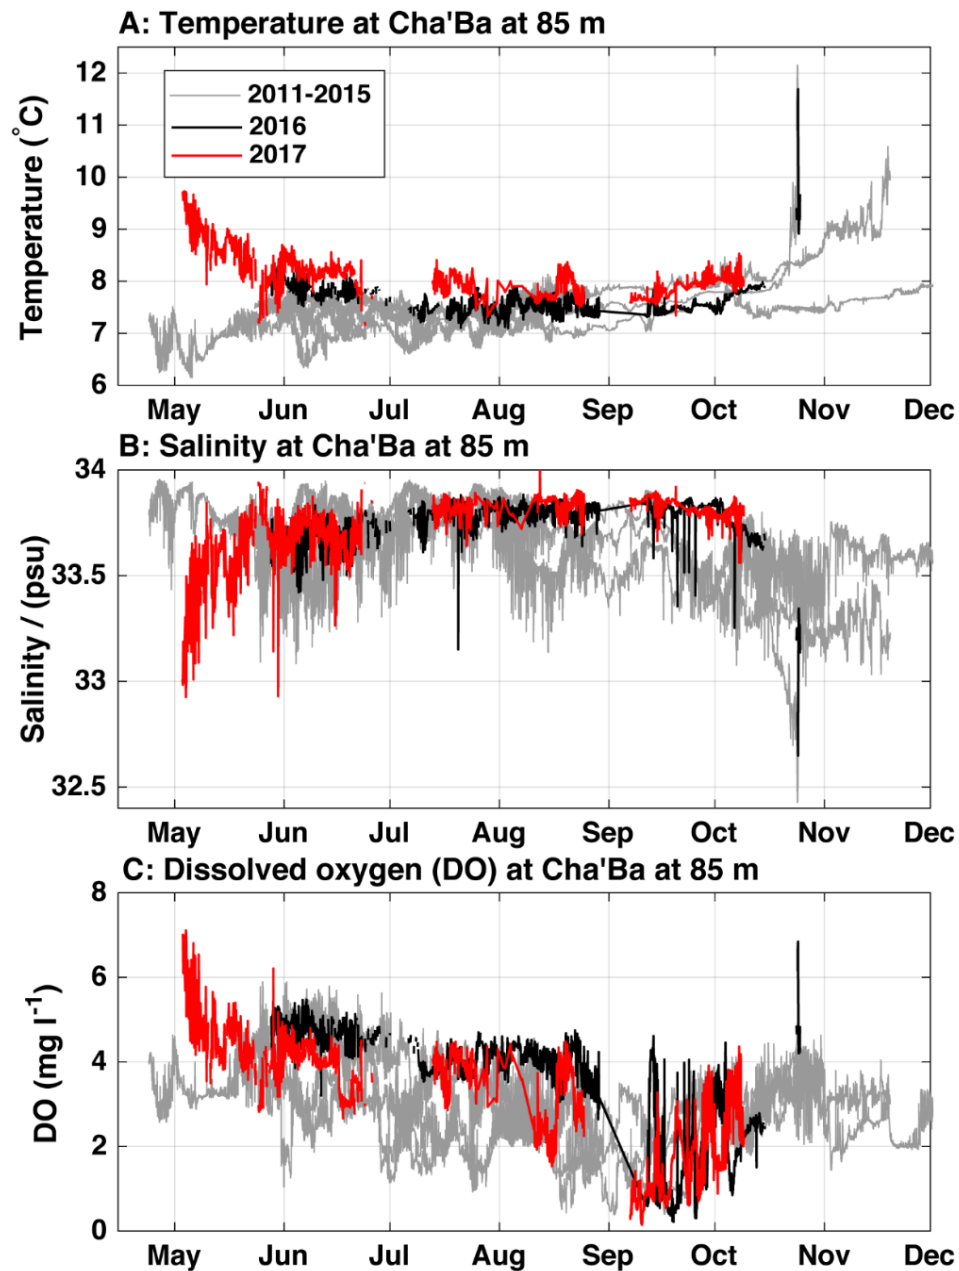 A: Temperature at Cha'Ba at 85 m
12
11
10
9
8
7
6
Temperature (°C)
2011-2015
2016
2017
May Jun Jul Aug Sep Oct Nov Dec
B: Salinity at Cha'Ba at 85 m
34
33.5
33
32.5
Salinity / (psu)
May Jun Jul Aug Sep Oct Nov Dec
C: Dissolved oxygen (DO) at Cha'Ba at 85 m
8
6
4
2
0
DO (mg l⁻¹)
May Jun Jul Aug Sep Oct Nov Dec